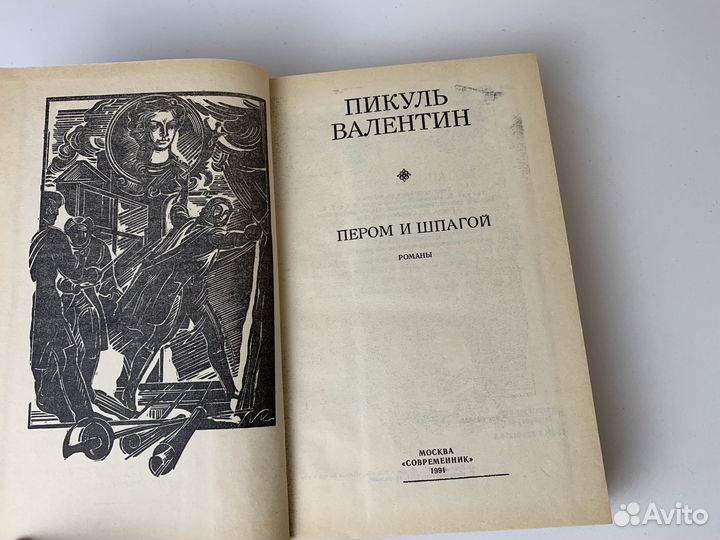 ПИКУЛЬ
ВАЛЕНТИН
ПЕРОМ И ШПАГОЙ
РОМАНЫ
МОСКВА
«СОВРЕМЕННИК»
1991
Avito